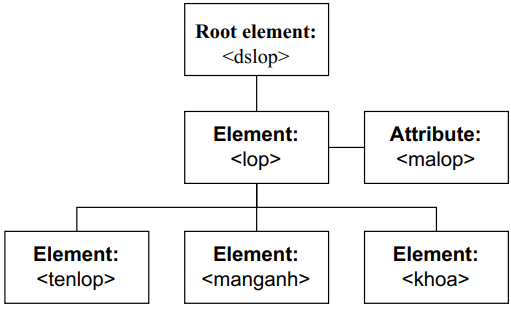 Root element:
<dslop>
Element:
<lop>
Attribute:
<malop>
Element:
<tenlop>
Element:
<manganh>
Element:
<khoa>